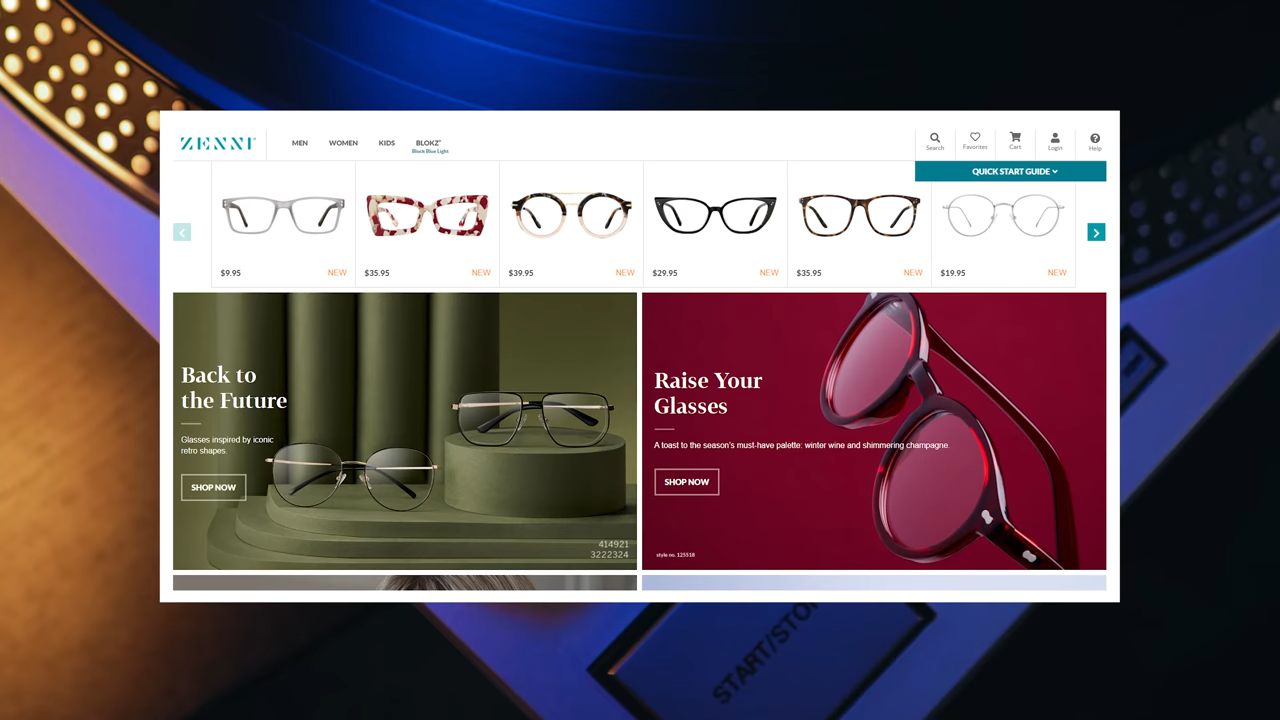 ZENNI
MEN WOMEN KIDS BLOKZ®
Block Blue Light
Search Favorites Cart Login Help
QUICK START GUIDE
$9.95 NEW
$35.95 NEW
$39.95 NEW
$29.95 NEW
$35.95 NEW
$19.95 NEW
Back to
the Future
Glasses inspired by iconic
retro shapes.
SHOP NOW
414921
3222324
Raise Your
Glasses
A toast to the season's must-have palette: winter wine and shimmering champagne.
SHOP NOW
style no. 125518
START/STOP